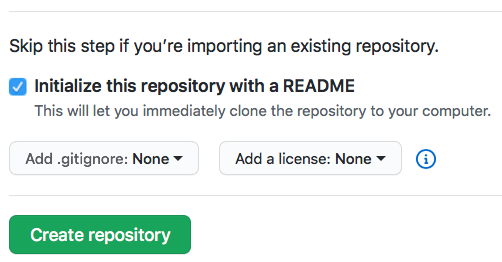 Skip this step if you’re importing an existing repository.
Initialize this repository with a README
This will let you immediately clone the repository to your computer.
Add .gitignore: None Add a license: None
Create repository